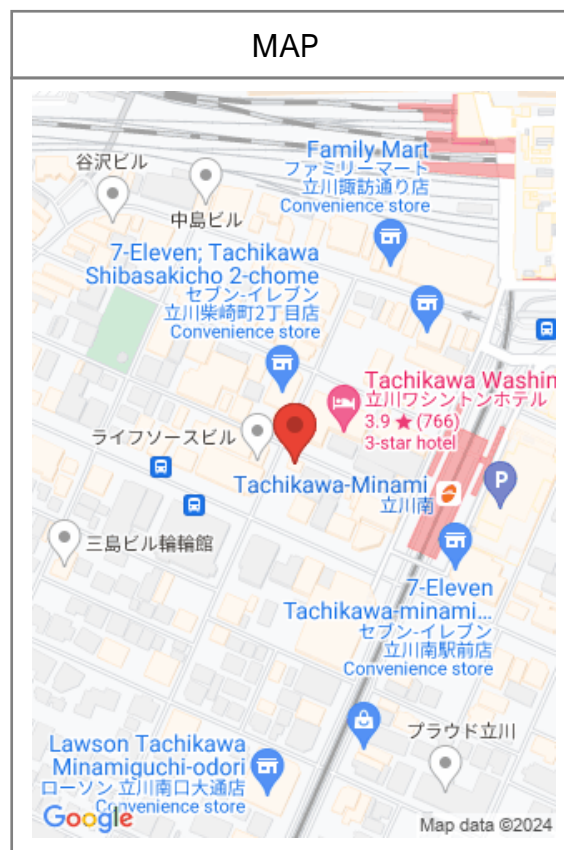 MAP
Family Mart
ファミリーマート
立川諏訪通り店
Convenience store
谷沢ビル
中島ビル
7-Eleven; Tachikawa
Shibasakicho 2-chome
セブン-イレブン
立川柴崎町2丁目店
Convenience store
Tachikawa Washin
立川ワシントンホテル
3.9 ★ (766)
3-star hotel
ライフソースビル
Tachikawa-Minami
立川南
P
三島ビル輪輪館
7-Eleven
Tachikawa-minami...
セブン-イレブン
立川南駅前店
Convenience store
プラウド立川
Lawson Tachikawa
Minamiguchi-odori
ローソン 立川南口大通店
Convenience store
Google
Map data ©2024